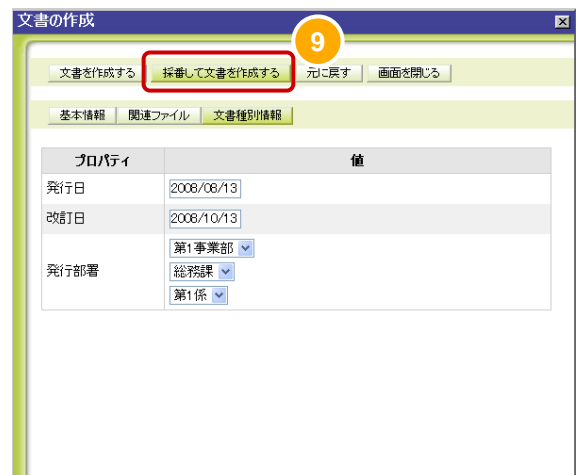 文書の作成
9
文書を作成する 採番して文書を作成する 元に戻す 画面を閉じる
基本情報 関連ファイル 文書種別情報
プロパティ 値
発行日 2008/08/13
改訂日 2008/10/13
発行部署 第1事業部
総務課
第1係